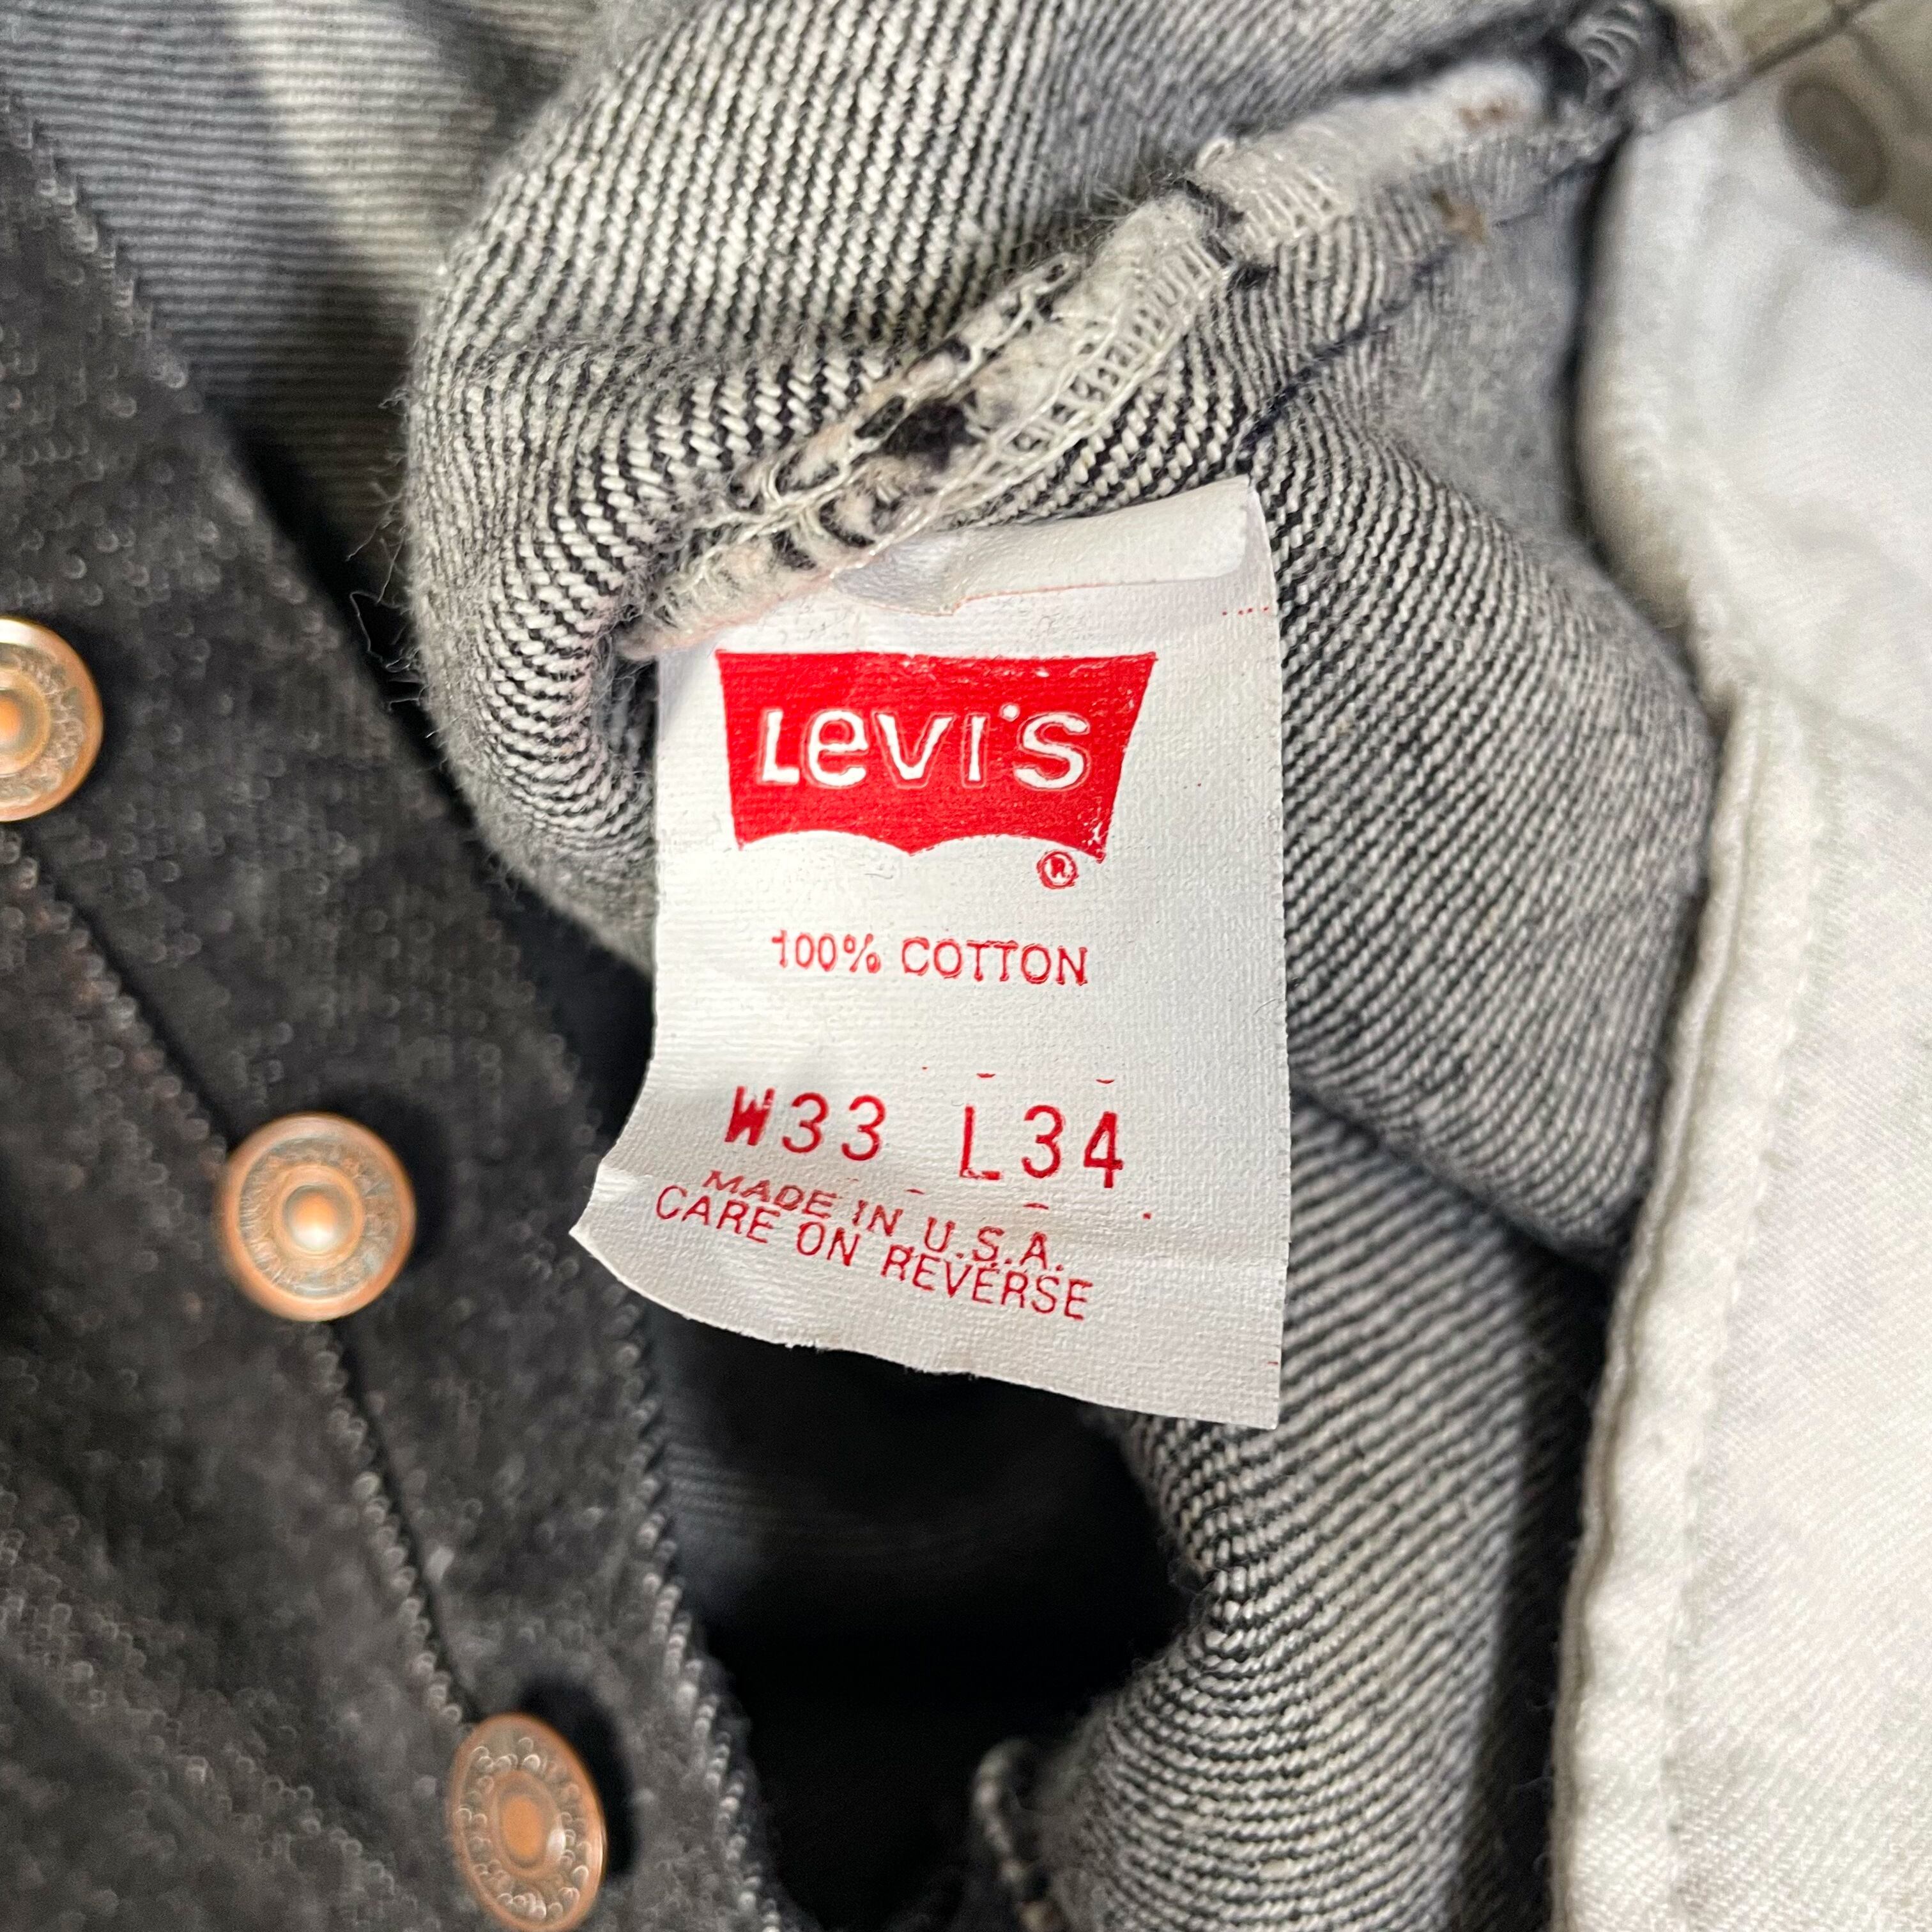 Levi's
®
100% COTTON
W33 L34
MADE IN U.S.A.
CARE ON REVERSE